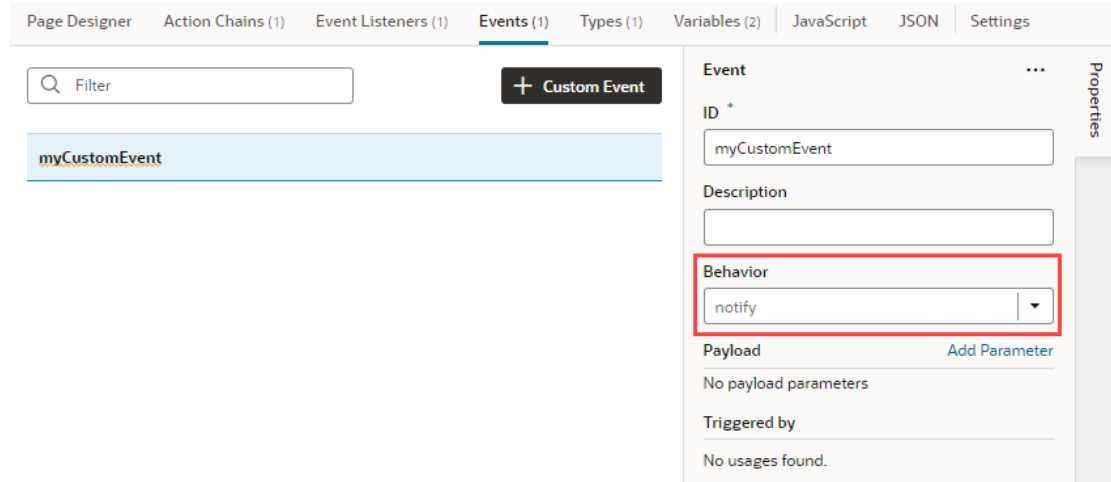 Page Designer Action Chains (1) Event Listeners (1) Events (1) Types (1) Variables (2) JavaScript JSON Settings
Filter
+ Custom Event
myCustomEvent
Event ...
Properties
ID *
myCustomEvent
Description
Behavior
notify
Payload Add Parameter
No payload parameters
Triggered by
No usages found.